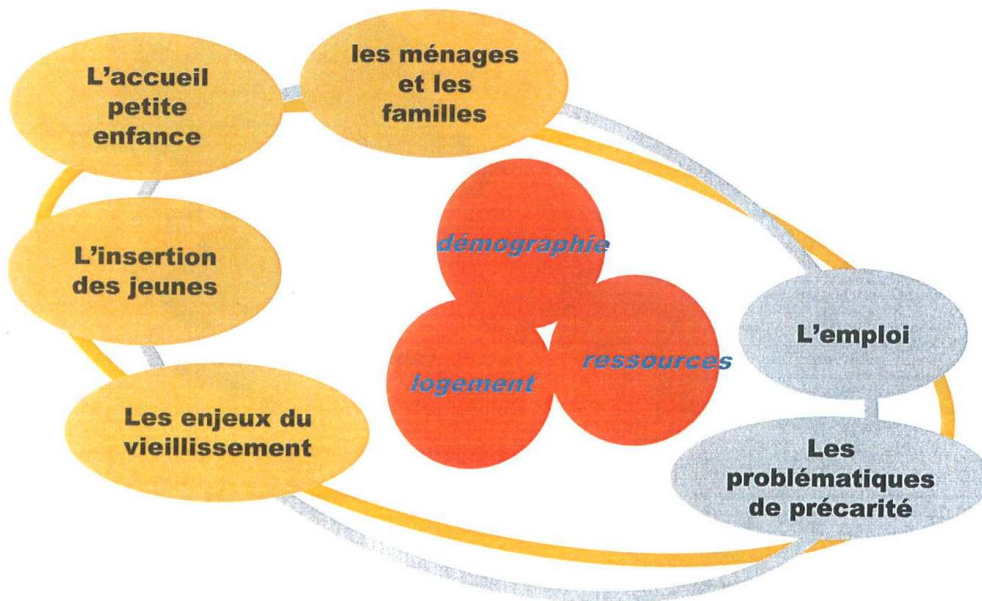 L'accueil
petite
enfance
les ménages
et les
familles
démographie
L'insertion
des jeunes
L'emploi
ressources
logement
Les enjeux du
vieillissement
Les
problématiques
de précarité